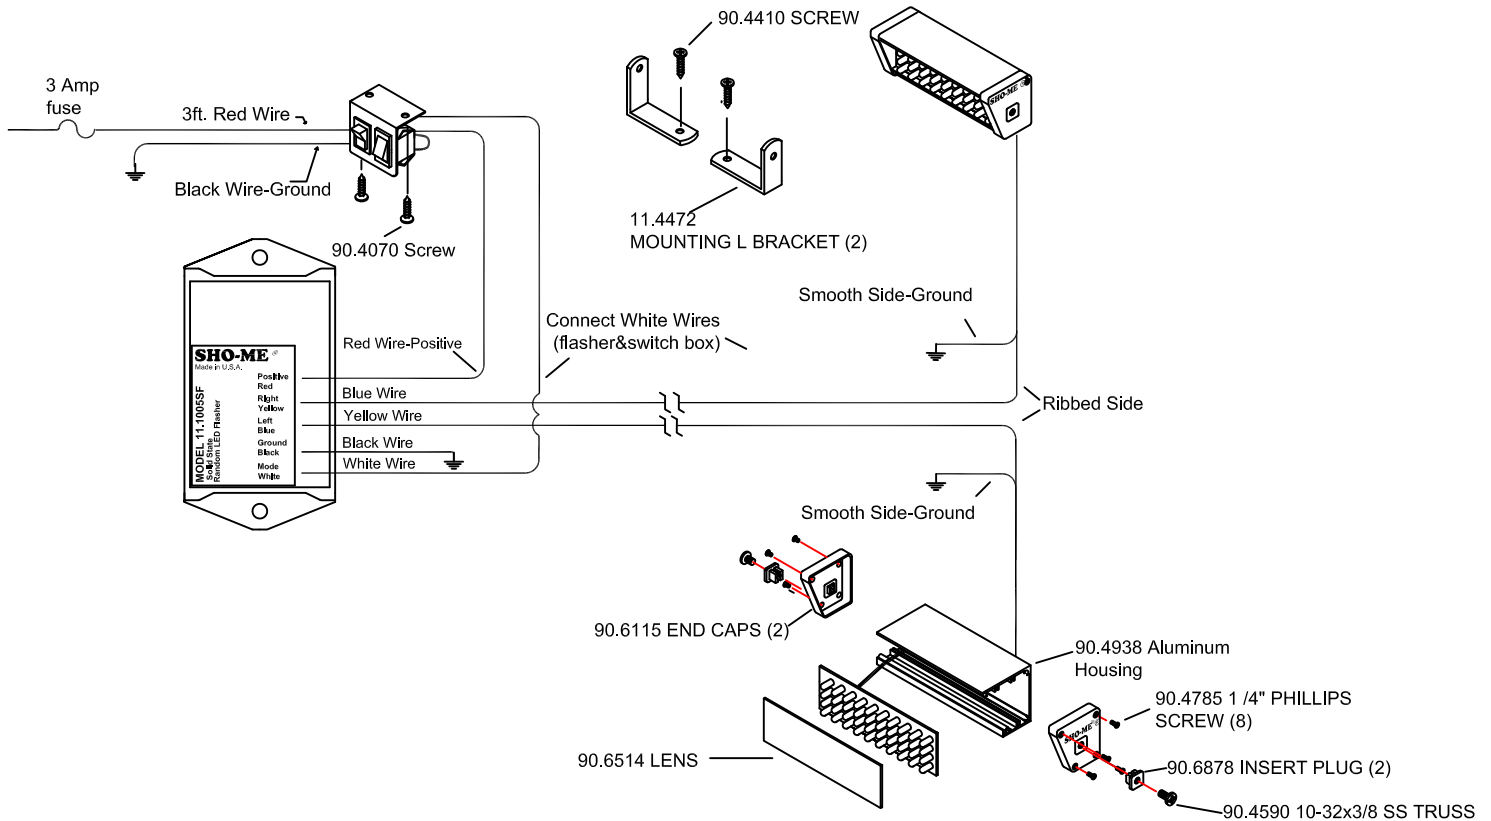 90.4410 SCREW
3 Amp
fuse
3ft. Red Wire
Black Wire-Ground
90.4070 Screw
11.4472
MOUNTING L BRACKET (2)
SHO-ME ®
Smooth Side-Ground
Connect White Wires
(flasher&switch box)
Red Wire-Positive
SHO-ME ®
Made in U.S.A.
MODEL 11.1005SF
Solid State
Random LED Flasher
Positive
Red
Right
Yellow
Left
Blue
Ground
Black
Mode
White
Blue Wire
Yellow Wire
Black Wire
White Wire
Ribbed Side
Smooth Side-Ground
90.6115 END CAPS (2)
90.4938 Aluminum
Housing
90.4785 1 /4" PHILLIPS
SCREW (8)
SHO-ME ®
90.6514 LENS
90.6878 INSERT PLUG (2)
90.4590 10-32x3/8 SS TRUSS